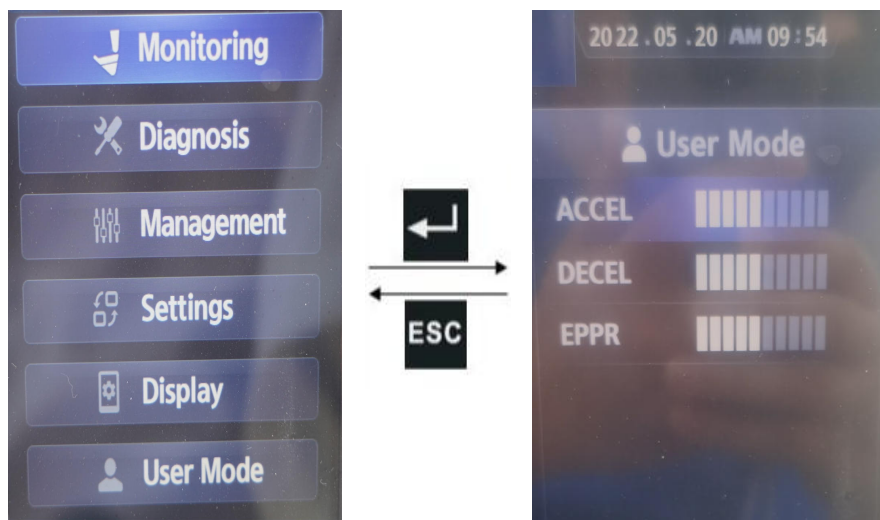 Monitoring
Diagnosis
Management
Settings
Display
User Mode
ESC
2022.05.20 AM 09:54
User Mode
ACCEL
DECEL
EPPR